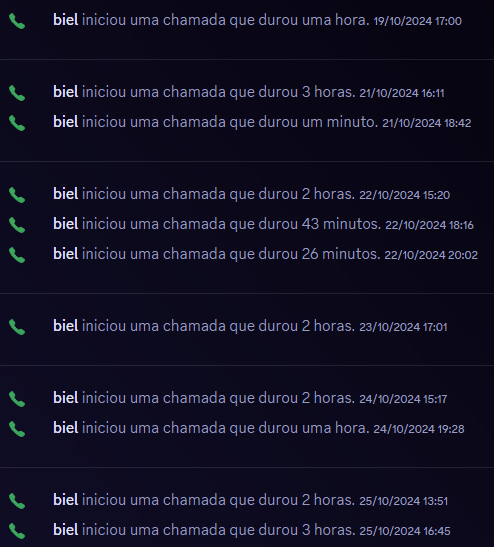 biel iniciou uma chamada que durou uma hora. 19/10/2024 17:00
biel iniciou uma chamada que durou 3 horas. 21/10/2024 16:11
biel iniciou uma chamada que durou um minuto. 21/10/2024 18:42
biel iniciou uma chamada que durou 2 horas. 22/10/2024 15:20
biel iniciou uma chamada que durou 43 minutos. 22/10/2024 18:16
biel iniciou uma chamada que durou 26 minutos. 22/10/2024 20:02
biel iniciou uma chamada que durou 2 horas. 23/10/2024 17:01
biel iniciou uma chamada que durou 2 horas. 24/10/2024 15:17
biel iniciou uma chamada que durou uma hora. 24/10/2024 19:28
biel iniciou uma chamada que durou 2 horas. 25/10/2024 13:51
biel iniciou uma chamada que durou 3 horas. 25/10/2024 16:45